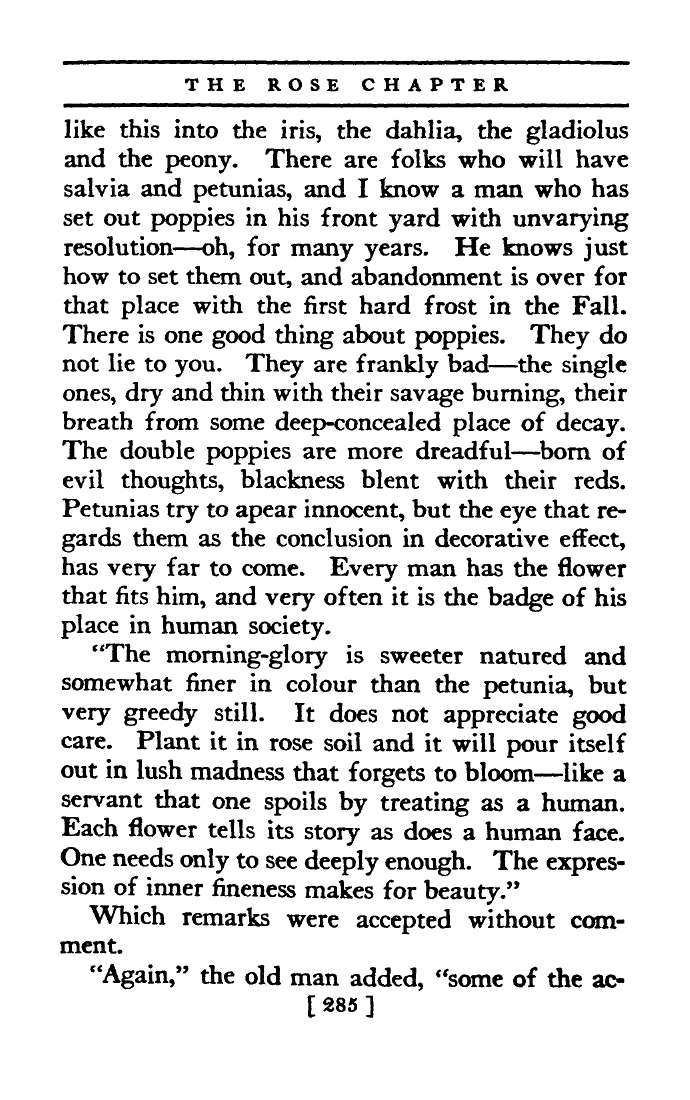 THE ROSE CHAPTER
like this into the iris, the dahlia, the gladiolus
and the peony. There are folks who will have
salvia and petunias, and I know a man who has
set out poppies in his front yard with unvarying
resolution—oh, for many years. He knows just
how to set them out, and abandonment is over for
that place with the first hard frost in the Fall.
There is one good thing about poppies. They do
not lie to you. They are frankly bad—the single
ones, dry and thin with their savage burning, their
breath from some deep-concealed place of decay.
The double poppies are more dreadful—born of
evil thoughts, blackness blent with their reds.
Petunias try to apear innocent, but the eye that re-
gards them as the conclusion in decorative effect,
has very far to come. Every man has the flower
that fits him, and very often it is the badge of his
place in human society.
"The morning-glory is sweeter natured and
somewhat finer in colour than the petunia, but
very greedy still. It does not appreciate good
care. Plant it in rose soil and it will pour itself
out in lush madness that forgets to bloom—like a
servant that one spoils by treating as a human.
Each flower tells its story as does a human face.
One needs only to see deeply enough. The expres-
sion of inner fineness makes for beauty."
Which remarks were accepted without com-
ment.
"Again," the old man added, "some of the ac-
[ 285 ]